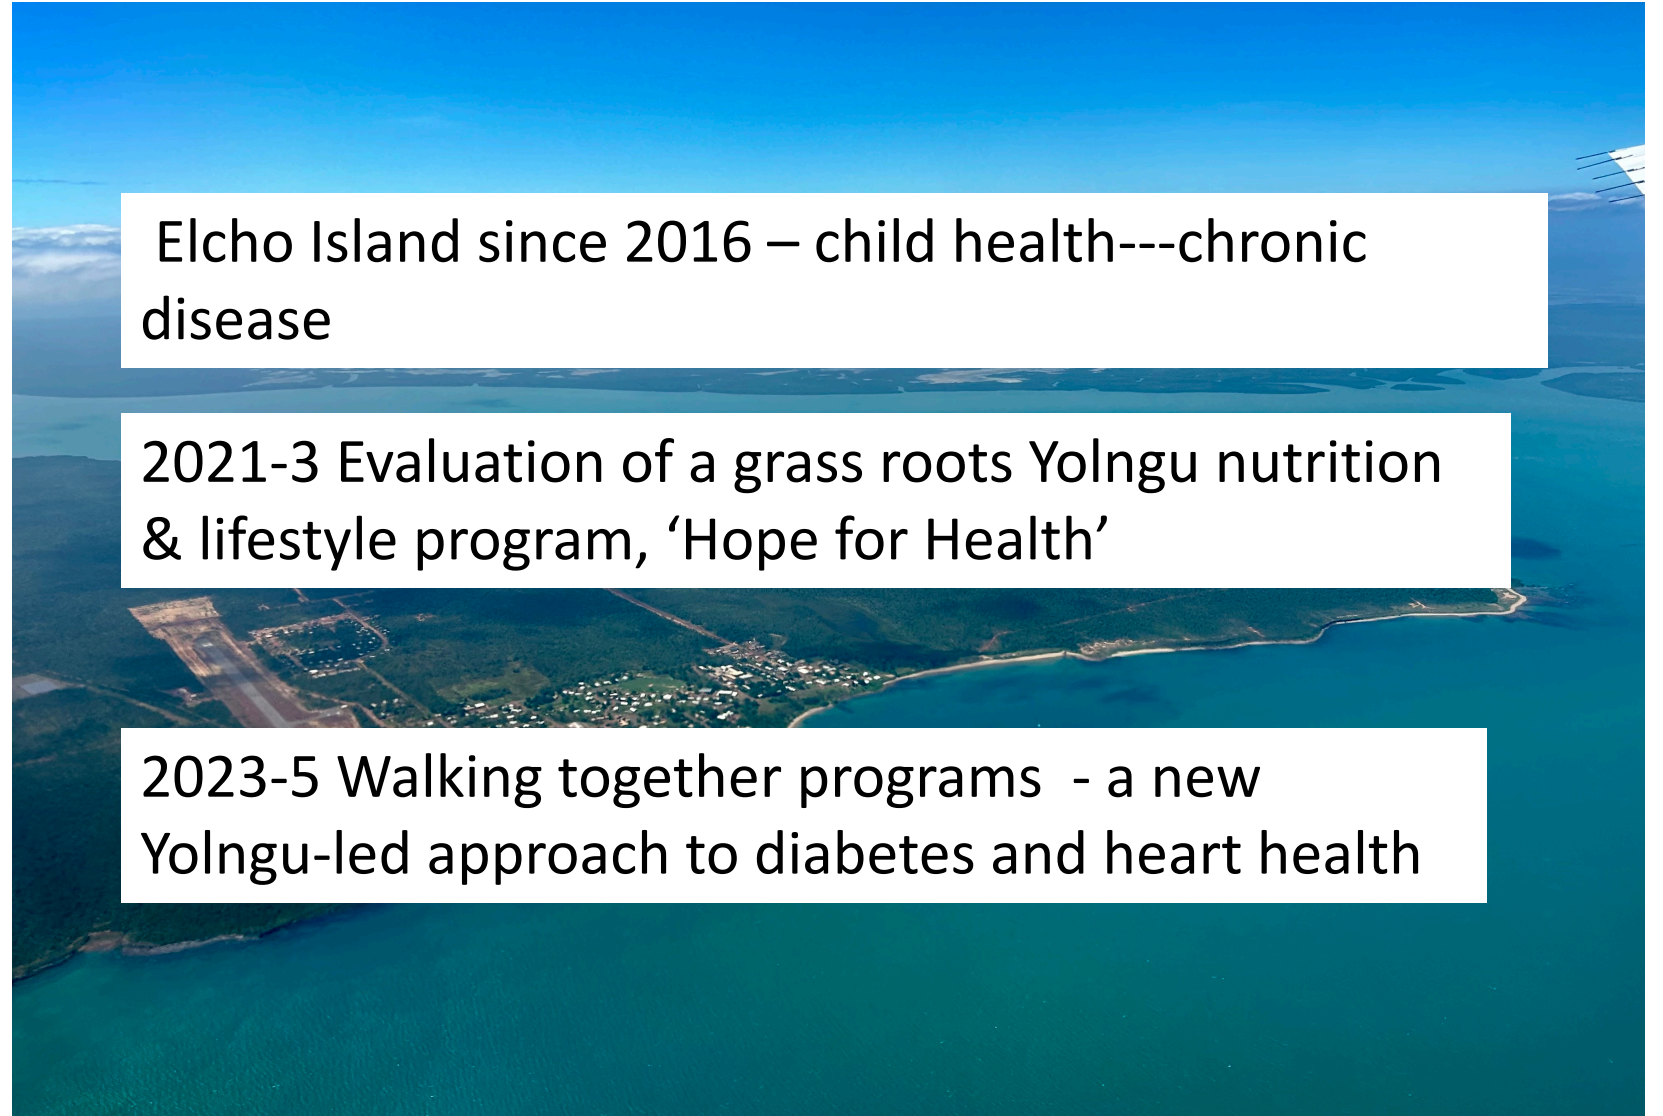 Elcho Island since 2016 – child health---chronic
disease
2021-3 Evaluation of a grass roots Yolngu nutrition
& lifestyle program, ‘Hope for Health’
2023-5 Walking together programs  - a new
Yolngu-led approach to diabetes and heart health